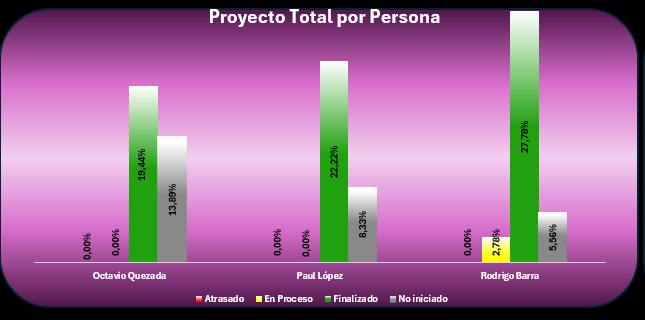 Proyecto Total por Persona
0,00%
0,00%
19,44%
13,89%
0,00%
0,00%
22,22%
8,33%
0,00%
2,78%
27,78%
5,56%
Octavio Quezada
Paul López
Rodrigo Barra
Atrasado
En Proceso
Finalizado
No iniciado